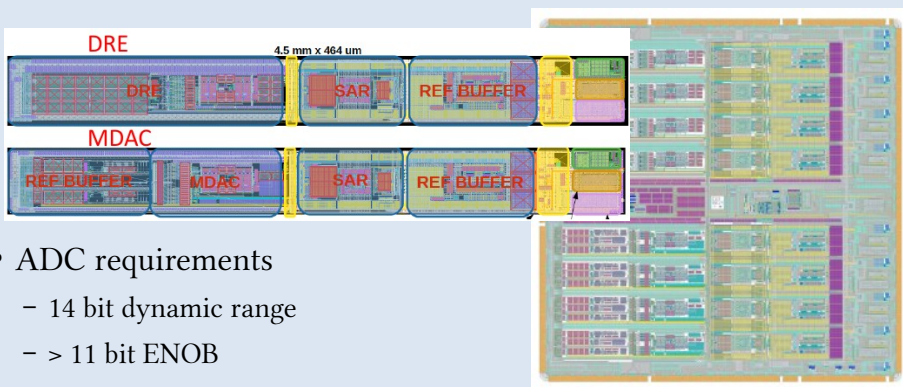 DRE
4.5 mm x 464 um
DRE SAR REF BUFFER
MDAC
REF BUFFER MDAC SAR REF BUFFER
• ADC requirements
– 14 bit dynamic range
– > 11 bit ENOB